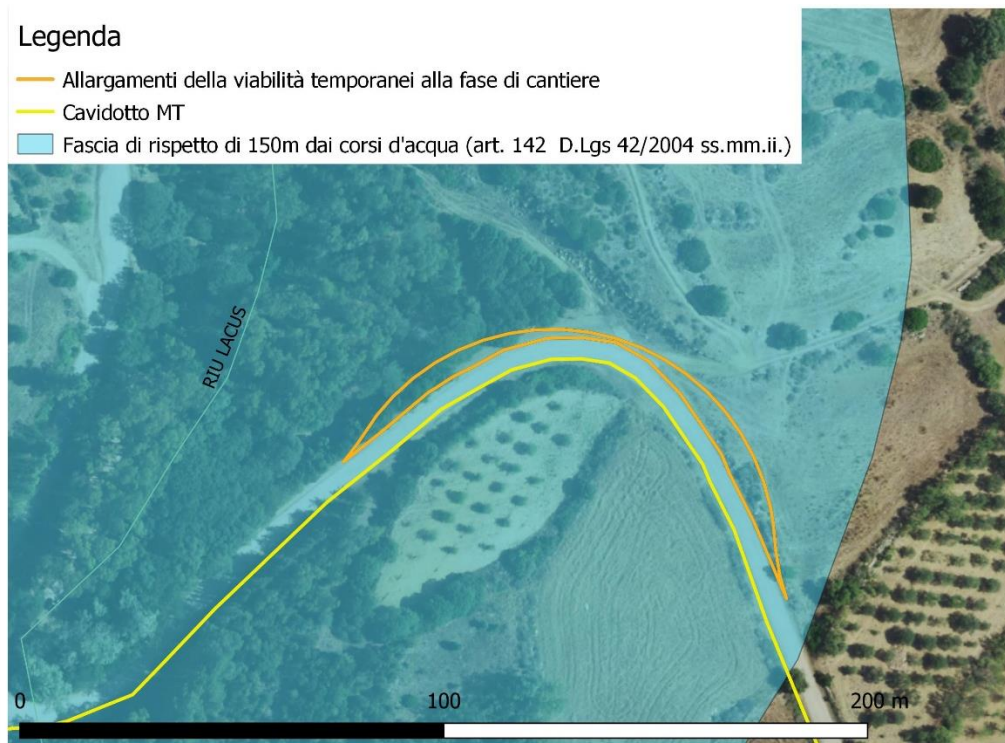 Legenda
Allargamenti della viabilità temporanei alla fase di cantiere
Cavidotto MT
Fascia di rispetto di 150m dai corsi d'acqua (art. 142  D.Lgs 42/2004 ss.mm.ii.)
RIU LACUS
0 100 200 m